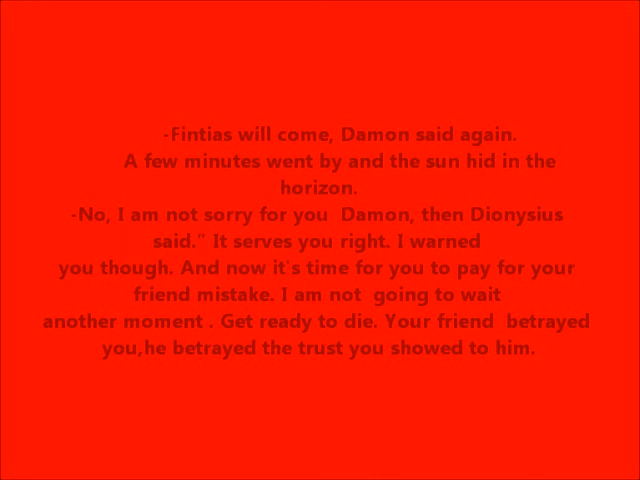 -Fintias will come, Damon said again.
A few minutes went by and the sun hid in the
horizon.
-No, I am not sorry for you  Damon, then Dionysius
said.” It serves you right. I warned
you though. And now it's time for you to pay for your
friend mistake. I am not  going to wait
another moment . Get ready to die. Your friend  betrayed
you,he betrayed the trust you showed to him.